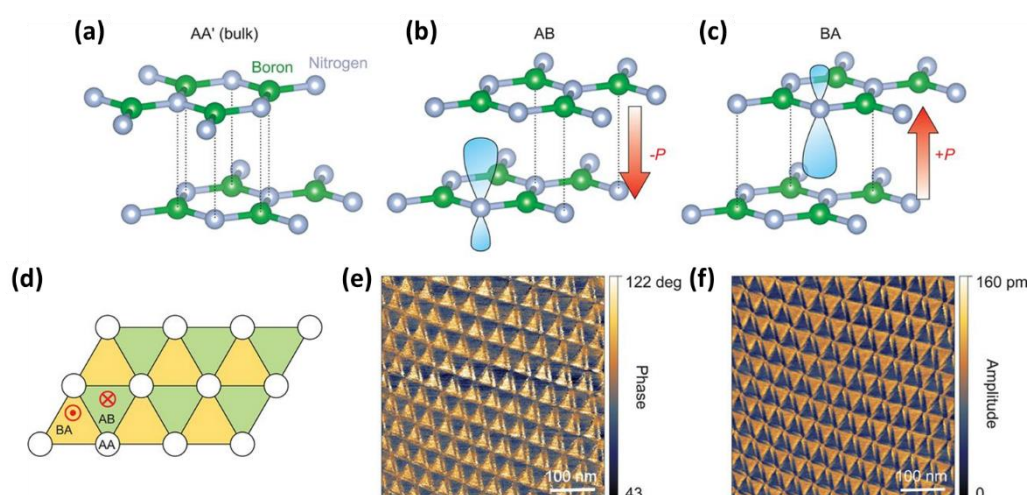 (a)
AA' (bulk)
Boron
Nitrogen
(b)
AB
-P
(c)
BA
+P
(d)
BA
AB
AA
(e)
122 deg
Phase
43
100 nm
(f)
160 pm
Amplitude
0
100 nm